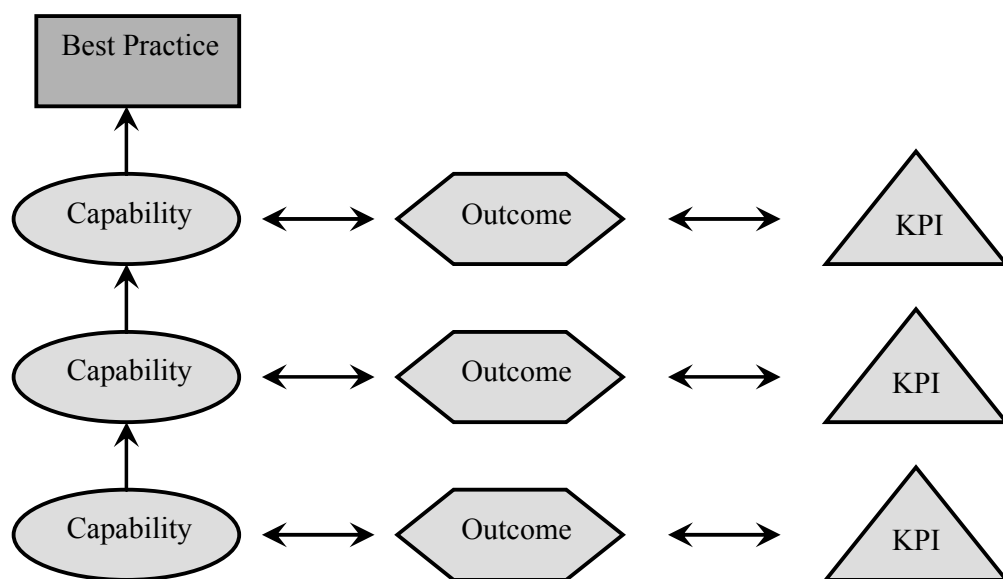 Best Practice
Capability
Outcome
KPI
Capability
Outcome
KPI
Capability
Outcome
KPI